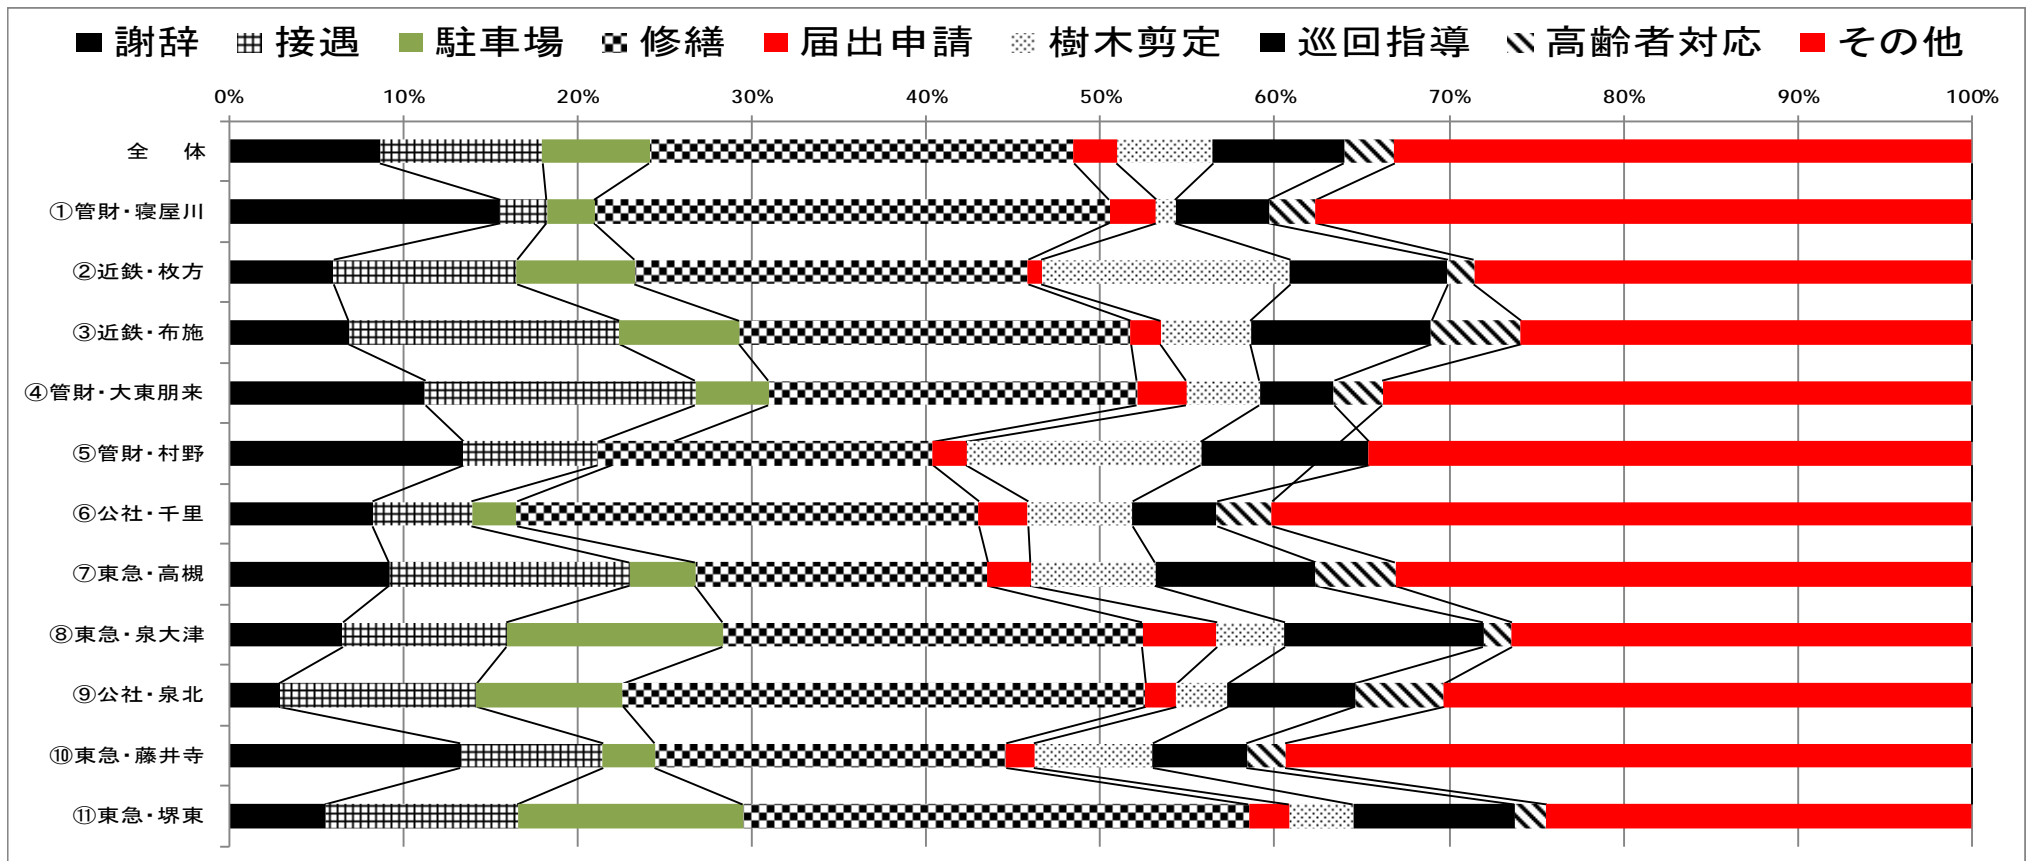 謝辞 接遇 駐車場 修繕 届出申請 樹木剪定 巡回指導 高齢者対応 その他
0% 10% 20% 30% 40% 50% 60% 70% 80% 90% 100%
全　体
①管財・寝屋川
②近鉄・枚方
③近鉄・布施
④管財・大東朋来
⑤管財・村野
⑥公社・千里
⑦東急・高槻
⑧東急・泉大津
⑨公社・泉北
⑩東急・藤井寺
⑪東急・堺東